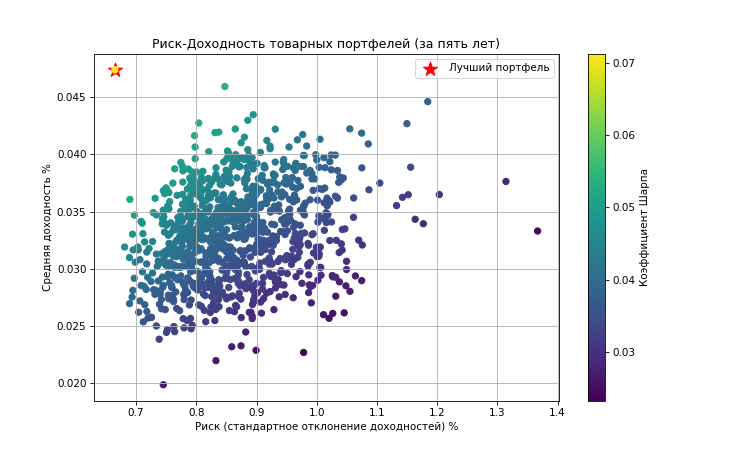 Риск-Доходность товарных портфелей (за пять лет)
Лучший портфель
Средняя доходность %
0.045
0.040
0.035
0.030
0.025
0.020
0.7 0.8 0.9 1.0 1.1 1.2 1.3 1.4
Риск (стандартное отклонение доходностей) %
0.07
0.06
0.05
0.04
0.03
Коэффициент Шарпа